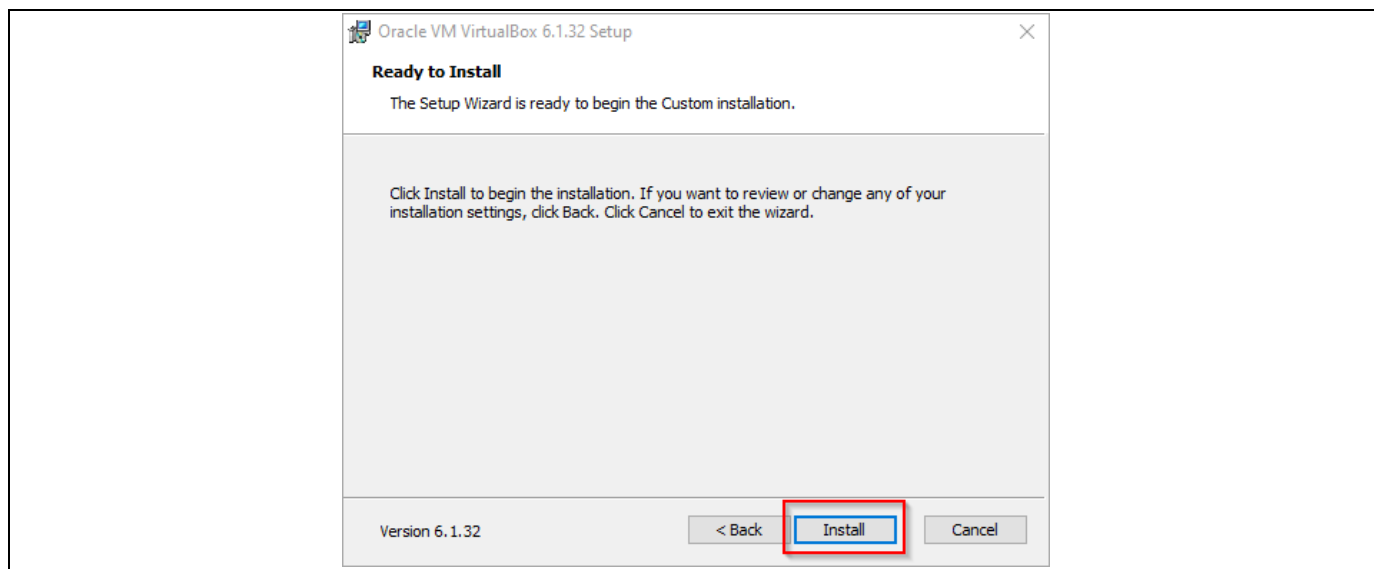 Oracle VM VirtualBox 6.1.32 Setup
Ready to Install
The Setup Wizard is ready to begin the Custom installation.
Click Install to begin the installation. If you want to review or change any of your
installation settings, click Back. Click Cancel to exit the wizard.
Version 6.1.32 < Back Install Cancel